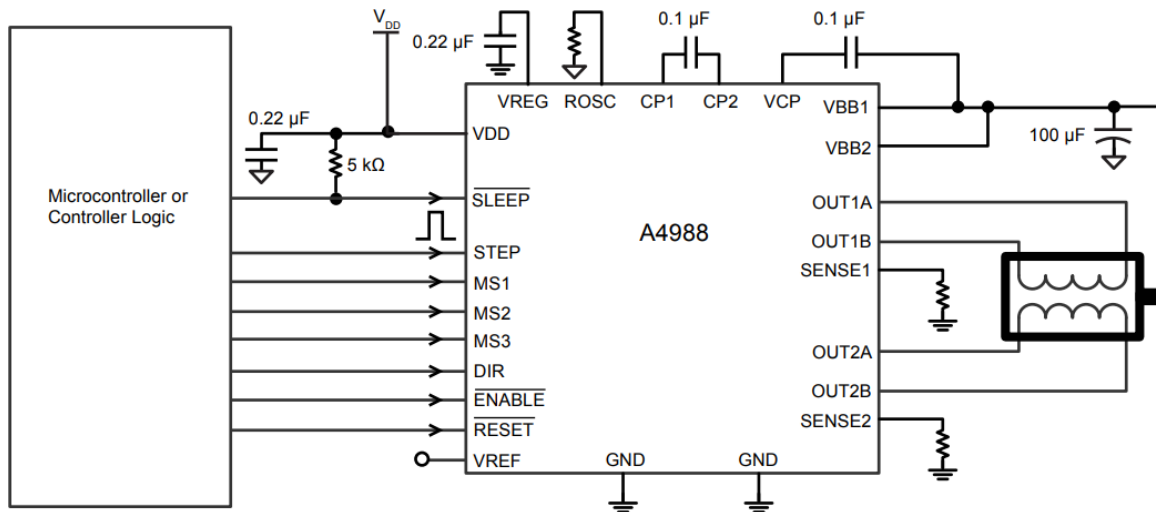 V_DD
0.22 µF
0.1 µF
0.1 µF
VREG
ROSC
CP1
CP2
VCP
VBB1
0.22 µF
VDD
5 kΩ
100 µF
VBB2
Microcontroller or
Controller Logic
SLEEP
OUT1A
A4988
OUT1B
STEP
SENSE1
MS1
MS2
MS3
OUT2A
DIR
OUT2B
ENABLE
SENSE2
RESET
VREF
GND
GND